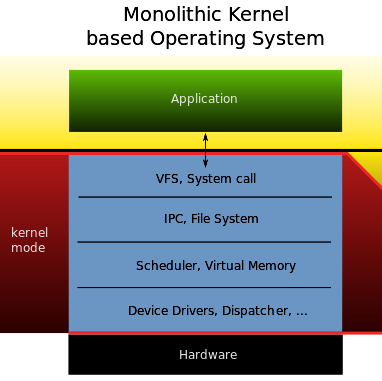 Monolithic Kernel
based Operating System
Application
VFS, System call
IPC, File System
kernel
mode
Scheduler, Virtual Memory
Device Drivers, Dispatcher, ...
Hardware